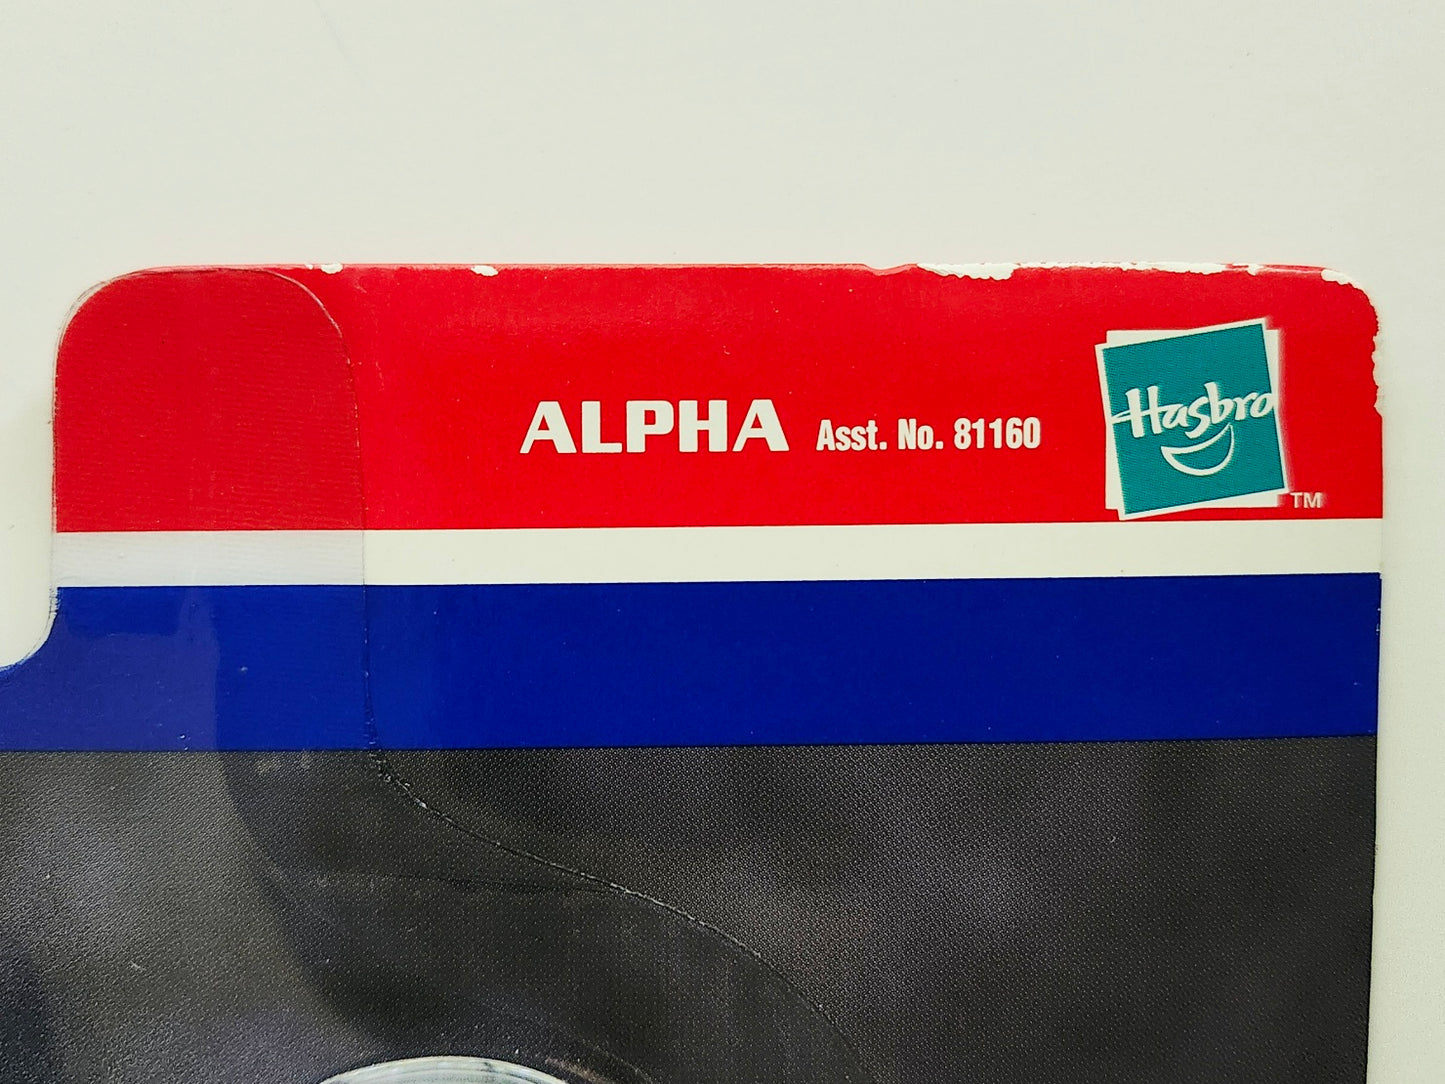 ALPHA Asst. No. 81160
Hasbro
TM